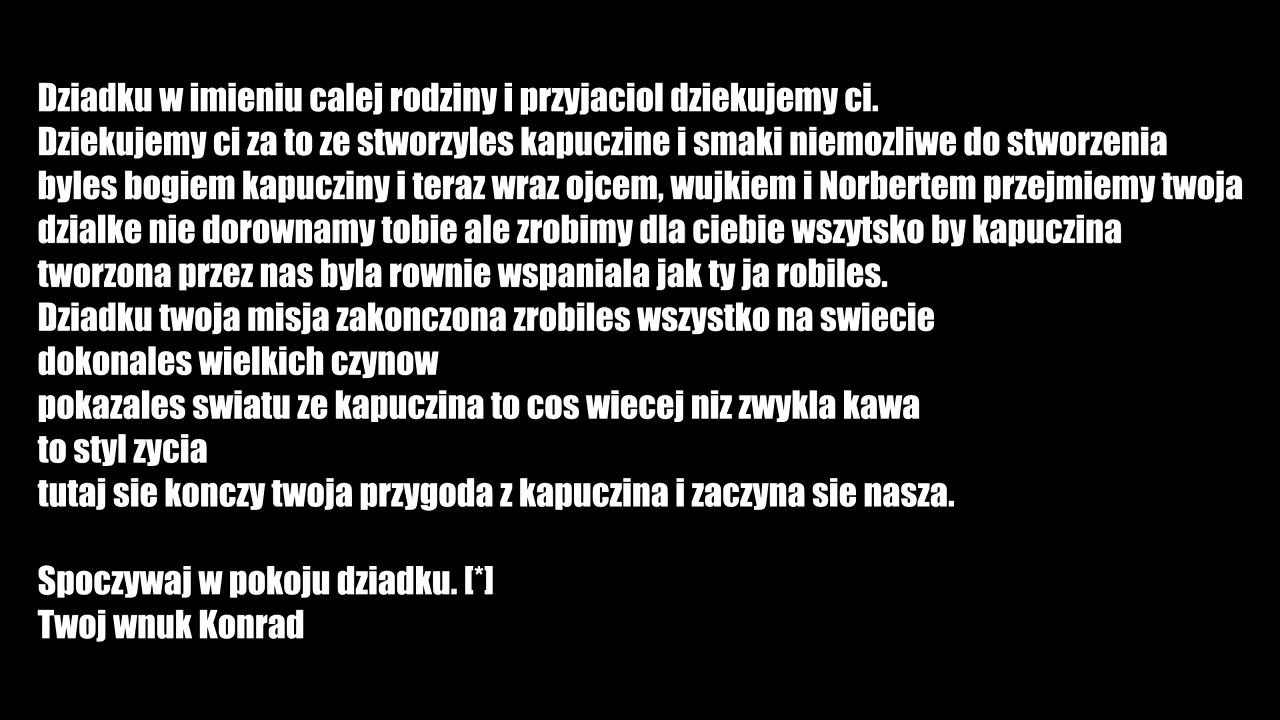 Dziadku w imieniu calej rodziny i przyjaciol dziekujemy ci.
Dziekujemy ci za to ze stworzyles kapuczine i smaki niemozliwe do stworzenia
byles bogiem kapucziny i teraz wraz ojcem, wujkiem i Norbertem przejmiemy twoja
dzialke nie dorownamy tobie ale zrobimy dla ciebie wszytsko by kapuczina
tworzona przez nas byla rownie wspaniala jak ty ja robiles.
Dziadku twoja misja zakonczona zrobiles wszystko na swiecie
dokonales wielkich czynow
pokazales swiatu ze kapuczina to cos wiecej niz zwykla kawa
to styl zycia
tutaj sie konczy twoja przygoda z kapuczina i zaczyna sie nasza.
Spoczywaj w pokoju dziadku. [*]
Twoj wnuk Konrad